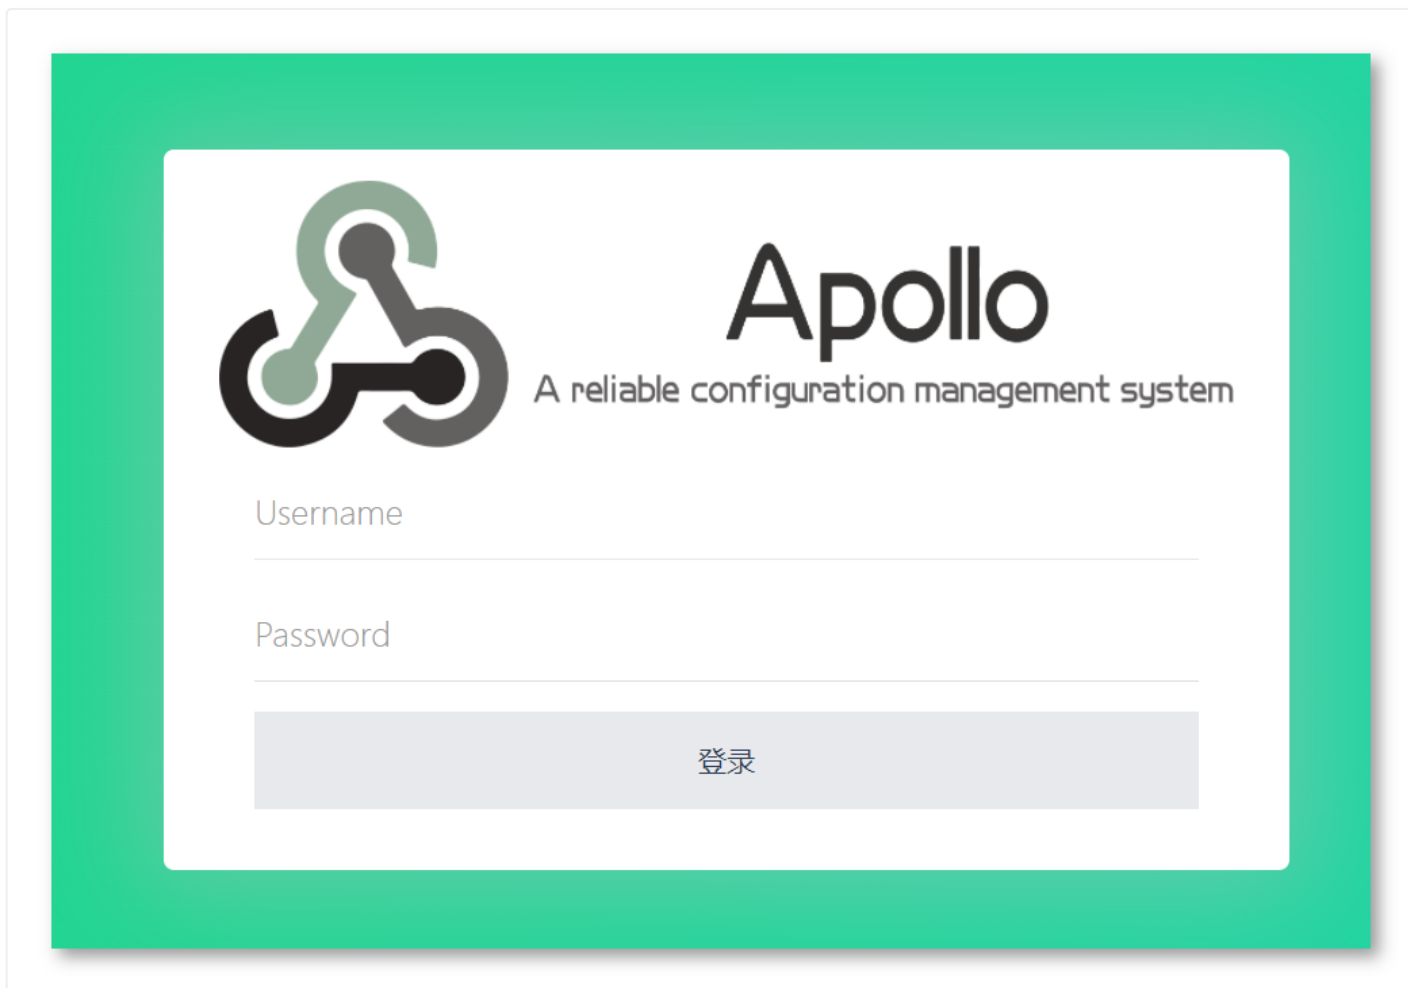 Apollo
A reliable configuration management system
Username
Password
登录